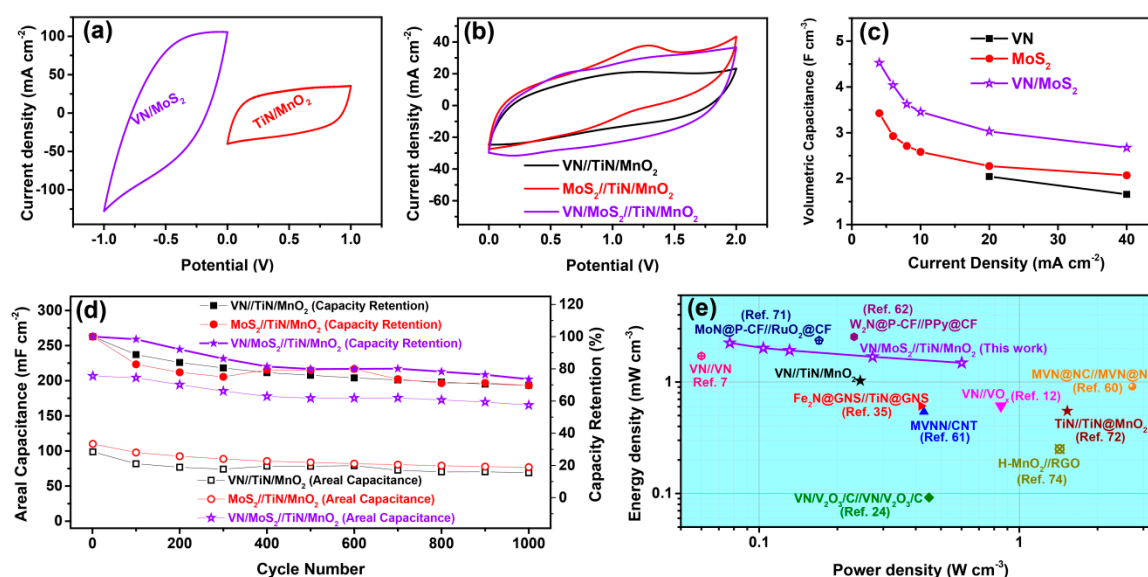 (a)
Current density (mA cm⁻²)
100
50
0
-50
-100
VN/MoS₂
TiN/MnO₂
-1.0
-0.5
0.0
0.5
1.0
Potential (V)
(b)
Current density (mA cm⁻²)
40
20
0
-20
-40
-60
VN//TiN/MnO₂
MoS₂//TiN/MnO₂
VN/MoS₂//TiN/MnO₂
0.0
0.5
1.0
1.5
2.0
Potential (V)
(c)
Volumetric Capacitance (F cm⁻³)
5
4
3
2
1
VN
MoS₂
VN/MoS₂
0
10
20
30
40
Current Density (mA cm⁻²)
(d)
Areal Capacitance (mF cm⁻²)
300
250
200
150
100
50
0
VN//TiN/MnO₂ (Capacity Retention)
MoS₂//TiN/MnO₂ (Capacity Retention)
VN/MoS₂//TiN/MnO₂ (Capacity Retention)
VN//TiN/MnO₂ (Areal Capacitance)
MoS₂//TiN/MnO₂ (Areal Capacitance)
VN/MoS₂//TiN/MnO₂ (Areal Capacitance)
120
100
80
60
40
20
0
Capacity Retention (%)
0
200
400
600
800
1000
Cycle Number
(e)
Energy density (mW cm⁻³)
1
0.1
(Ref. 71)
MoN@P-CF//RuO₂@CF
(Ref. 62)
W₂N@P-CF//PPy@CF
VN/MoS₂//TiN/MnO₂ (This work)
VN//VN
Ref. 7
VN//TiN/MnO₂
MVN@NC//MVN@N
(Ref. 60)
Fe₂N@GNS//TiN@GNS
(Ref. 35)
VN//VOₓ (Ref. 12)
MVNN/CNT
(Ref. 61)
TiN//TiN@MnO₂
(Ref. 72)
H-MnO₂//RGO
(Ref. 74)
VN/V₂O₃/C//VN/V₂O₃/C
(Ref. 24)
0.1
1
Power density (W cm⁻³)